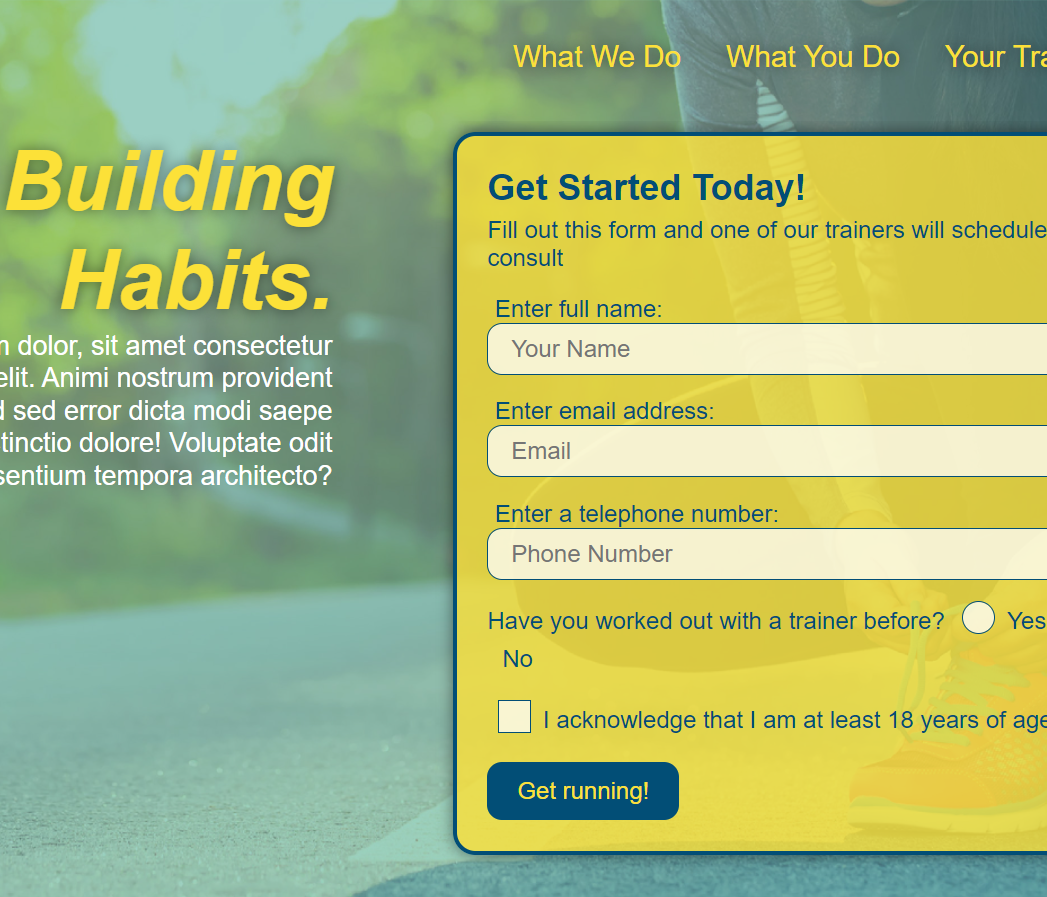 What We Do What You Do Your
Building
Habits.
dolor, sit amet consectetur
elit. Animi nostrum provident
sed error dicta modi saepe
dolore! Voluptate odit
tempora architecto?
Get Started Today!
Fill out this form and one of our trainers will schedule
consult
Enter full name:
Your Name
Enter email address:
Email
Enter a telephone number:
Phone Number
Have you worked out with a trainer before? Yes
No
I acknowledge that I am at least 18 years of age
Get running!